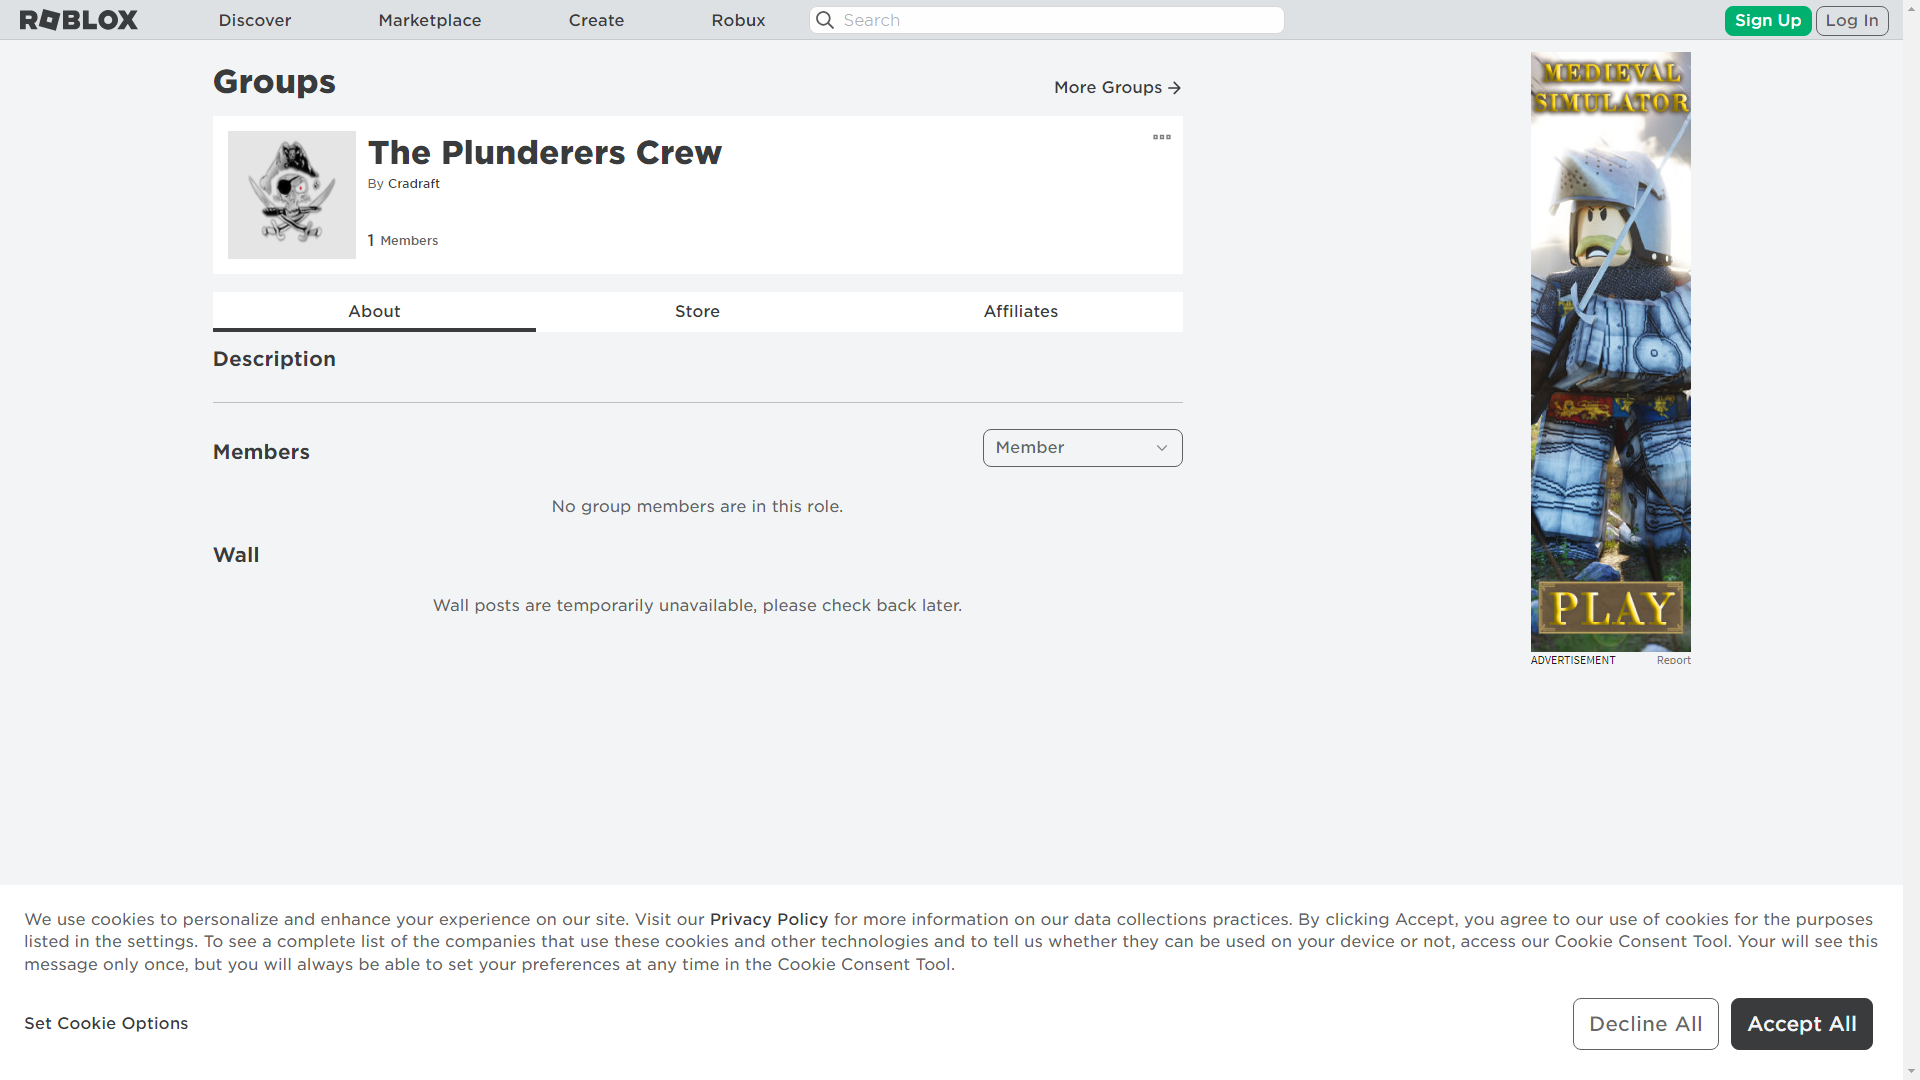 ROBLOX
Discover
Marketplace
Create
Robux
Search
Sign Up
Log In
Groups
More Groups
The Plunderers Crew
By Cradraft
1 Members
About
Store
Affiliates
Description
Members
Member
No group members are in this role.
Wall
Wall posts are temporarily unavailable, please check back later.
MEDIEVAL
SIMULATOR
PLAY
ADVERTISEMENT
Report
We use cookies to personalize and enhance your experience on our site. Visit our Privacy Policy for more information on our data collections practices. By clicking Accept, you agree to our use of cookies for the purposes
listed in the settings. To see a complete list of the companies that use these cookies and other technologies and to tell us whether they can be used on your device or not, access our Cookie Consent Tool. Your will see this
message only once, but you will always be able to set your preferences at any time in the Cookie Consent Tool.
Set Cookie Options
Decline All
Accept All